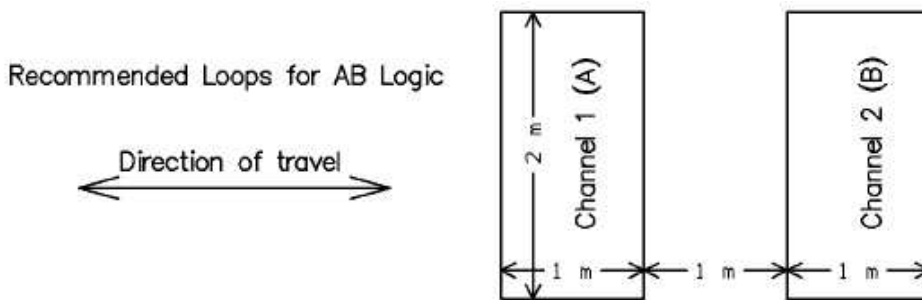 Recommended Loops for AB Logic
Direction of travel
Channel 1 (A)
2 m
Channel 2 (B)
1 m
1 m
1 m